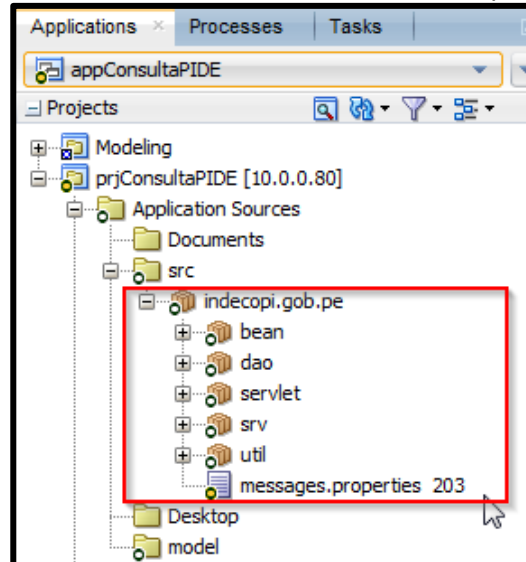 Applications Processes Tasks
appConsultaPIDE
Projects
Modeling
prjConsultaPIDE [10.0.0.80]
Application Sources
Documents
src
indecopi.gob.pe
bean
dao
servlet
srv
util
messages.properties 203
Desktop
model